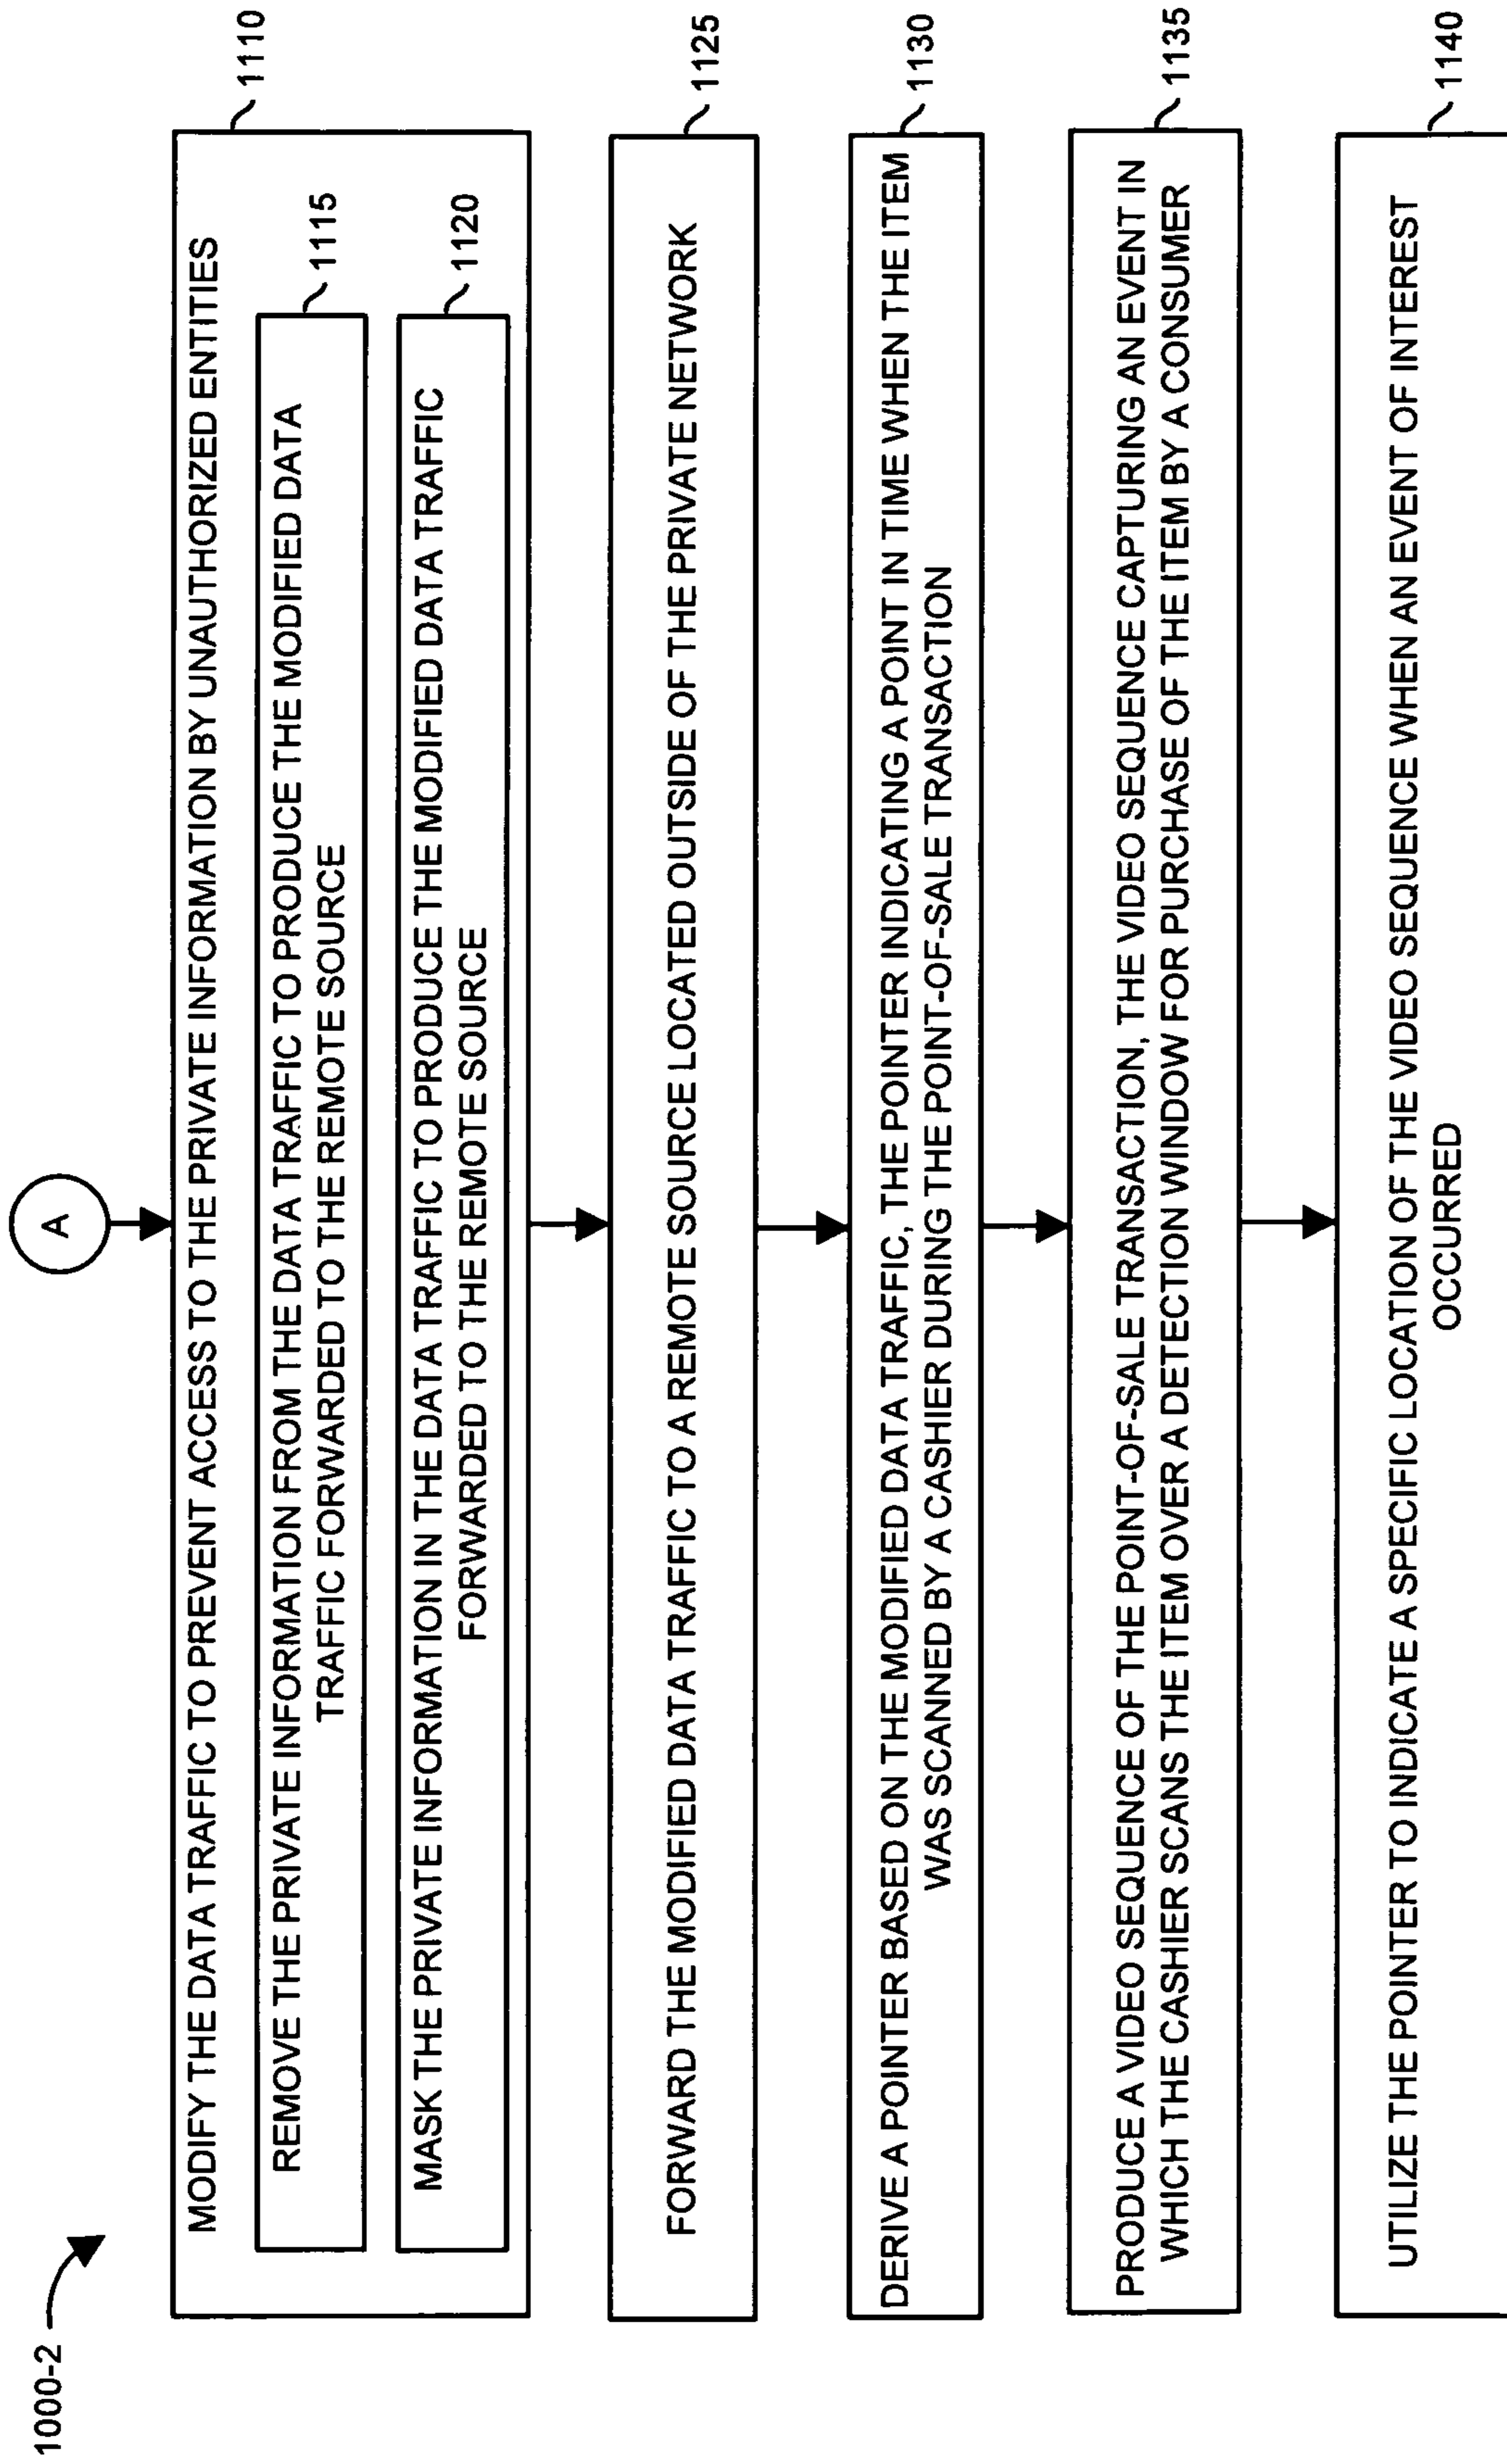 1000-2
A
1110
MODIFY THE DATA TRAFFIC TO PREVENT ACCESS TO THE PRIVATE INFORMATION BY UNAUTHORIZED ENTITIES
1115
REMOVE THE PRIVATE INFORMATION FROM THE DATA TRAFFIC TO PRODUCE THE MODIFIED DATA
TRAFFIC FORWARDED TO THE REMOTE SOURCE
1120
MASK THE PRIVATE INFORMATION IN THE DATA TRAFFIC TO PRODUCE THE MODIFIED DATA TRAFFIC
FORWARDED TO THE REMOTE SOURCE
1125
FORWARD THE MODIFIED DATA TRAFFIC TO A REMOTE SOURCE LOCATED OUTSIDE OF THE PRIVATE NETWORK
1130
DERIVE A POINTER BASED ON THE MODIFIED DATA TRAFFIC, THE POINTER INDICATING A POINT IN TIME WHEN THE ITEM
WAS SCANNED BY A CASHIER DURING THE POINT-OF-SALE TRANSACTION
1135
PRODUCE A VIDEO SEQUENCE OF THE POINT-OF-SALE TRANSACTION, THE VIDEO SEQUENCE CAPTURING AN EVENT IN
WHICH THE CASHIER SCANS THE ITEM OVER A DETECTION WINDOW FOR PURCHASE OF THE ITEM BY A CONSUMER
1140
UTILIZE THE POINTER TO INDICATE A SPECIFIC LOCATION OF THE VIDEO SEQUENCE WHEN AN EVENT OF INTEREST
OCCURRED